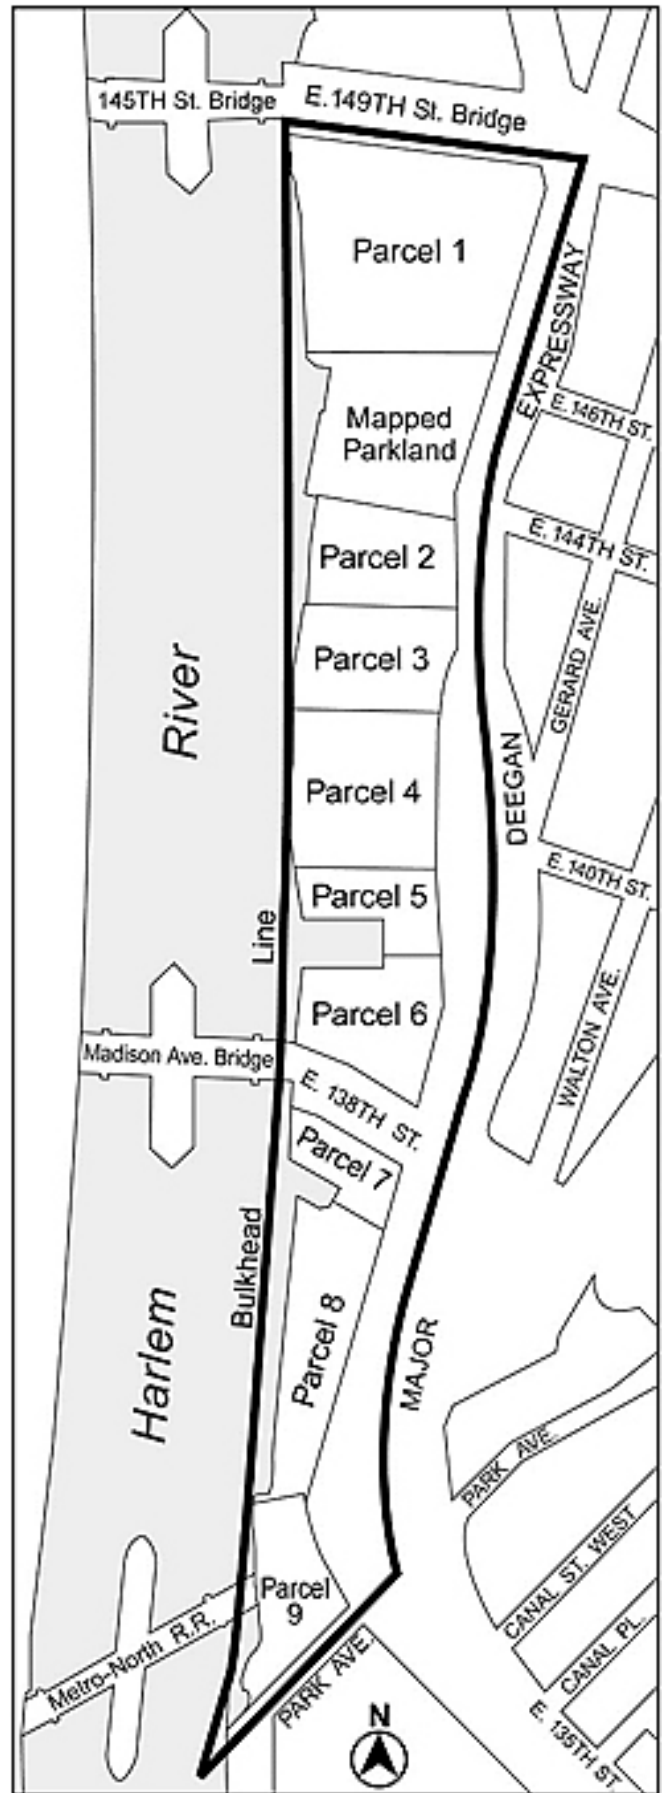 145TH St. Bridge
E.149TH St. Bridge
Parcel 1
EXPRESSWAY
E. 146TH ST.
Mapped
Parkland
E. 144TH ST.
Parcel 2
GERARD AVE.
Parcel 3
River
DEEGAN
Parcel 4
E. 140TH ST.
Parcel 5
Line
WALTON AVE.
Parcel 6
Madison Ave. Bridge
E. 138TH ST.
Parcel 7
Bulkhead
Parcel 8
Harlem
MAJOR
PARK AVE.
CANAL ST. WEST
Parcel
9
CANAL PL.
Metro-North R.R.
PARK AVE.
E. 135TH ST.
N